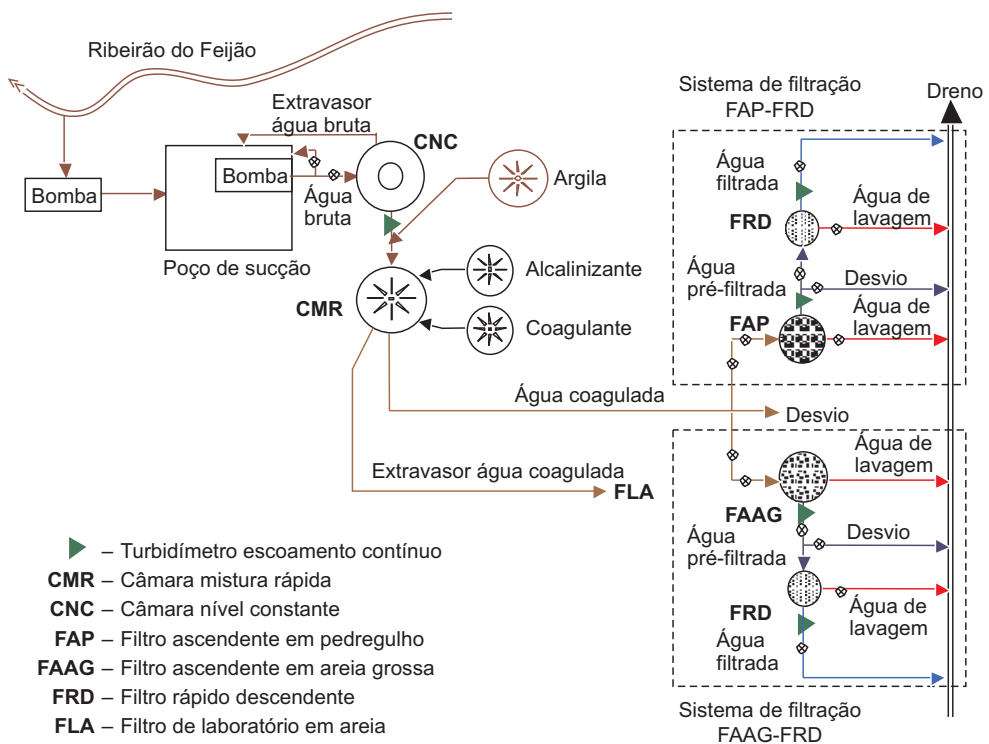 Ribeirão do Feijão
Extravasor
água bruta
CNC
Bomba
Bomba
Água
bruta
Poço de sucção
Argila
CMR
Alcalinizante
Coagulante
Água coagulada
Desvio
Extravasor água coagulada
FLA
Sistema de filtração
FAP-FRD
Dreno
Água
filtrada
Água de
lavagem
FRD
Água
pré-filtrada
Desvio
Água de
lavagem
FAP
Água de
lavagem
FAAG
Água
pré-filtrada
Desvio
FRD
Água de
lavagem
Água
filtrada
Sistema de filtração
FAAG-FRD
– Turbidímetro escoamento contínuo
CMR – Câmara mistura rápida
CNC – Câmara nível constante
FAP – Filtro ascendente em pedregulho
FAAG – Filtro ascendente em areia grossa
FRD – Filtro rápido descendente
FLA – Filtro de laboratório em areia